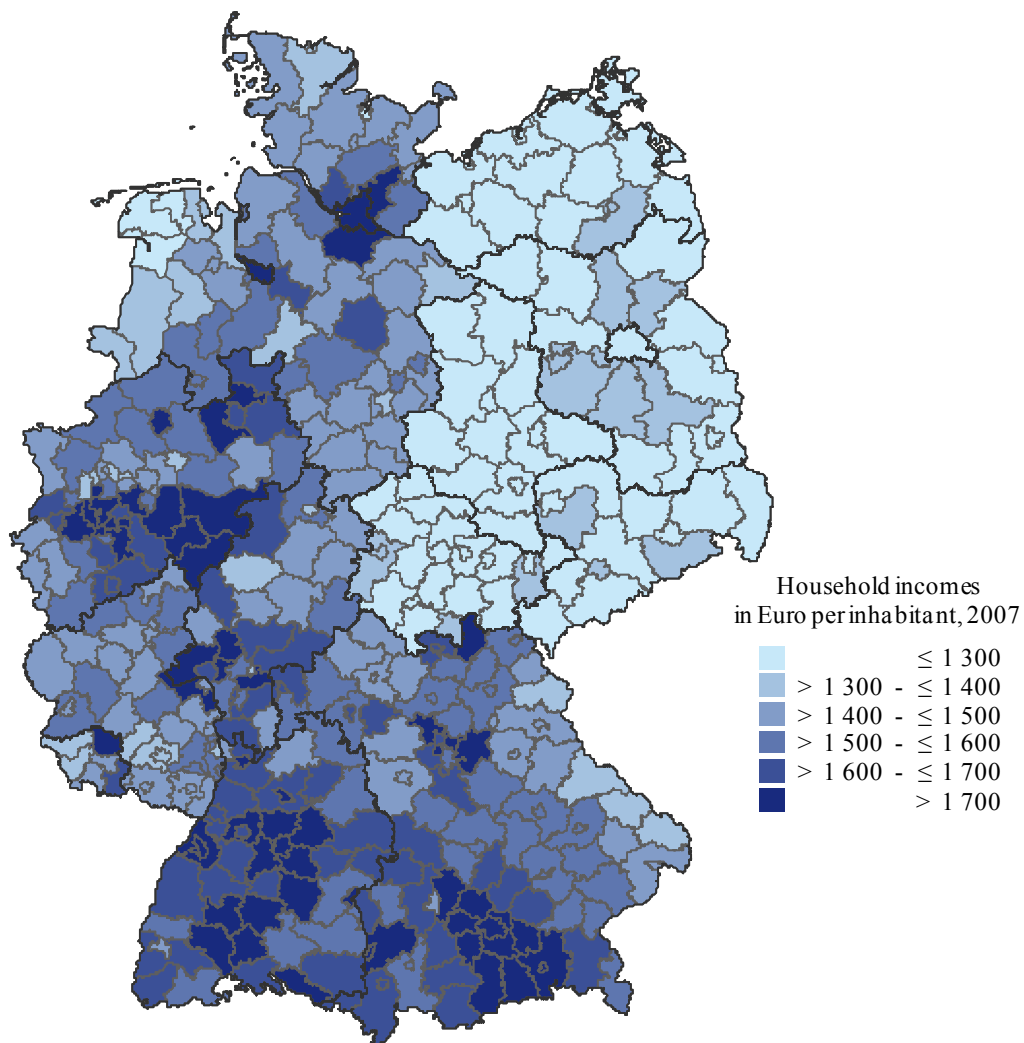 Household incomes
in Euro per inhabitant, 2007
≤ 1 300
> 1 300 - ≤ 1 400
> 1 400 - ≤ 1 500
> 1 500 - ≤ 1 600
> 1 600 - ≤ 1 700
> 1 700